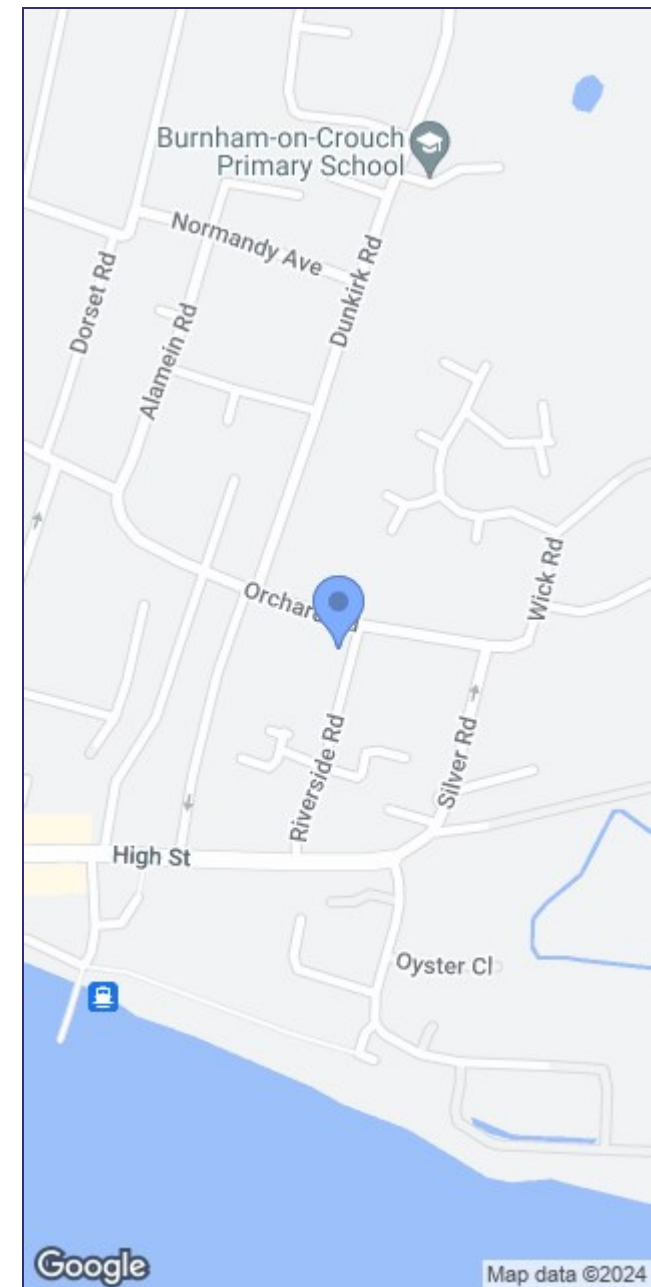 Burnham-on-Crouch
Primary School
Normandy Ave
Dunkirk Rd
Dorset Rd
Alamein Rd
Wick Rd
Riverside Rd
Silver Rd
High St
Oyster Cl
Google
Map data ©2024